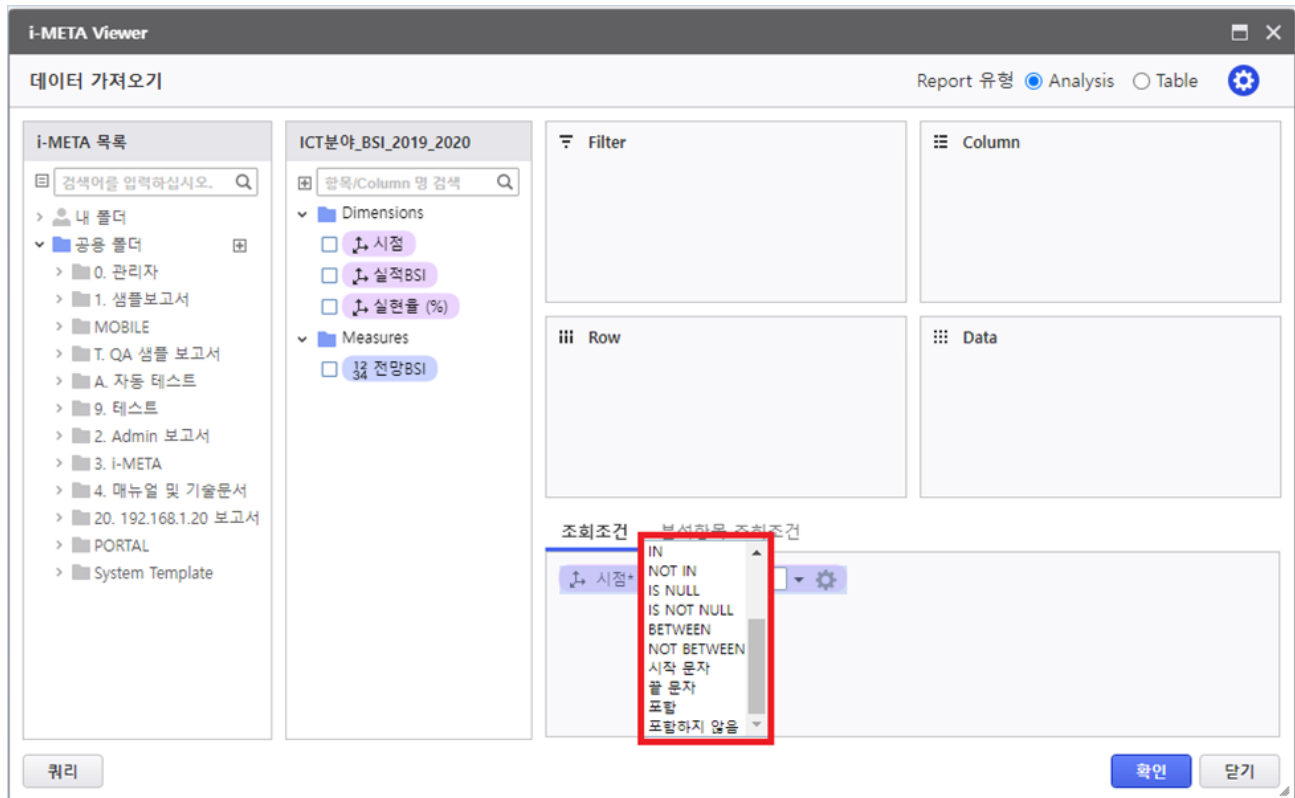 i-META Viewer
데이터 가져오기
Report 유형 Analysis Table
i-META 목록
검색어를 입력하십시오.
내 폴더
공용 폴더
0. 관리자
1. 샘플보고서
MOBILE
T. QA 샘플 보고서
A. 자동 테스트
9. 테스트
2. Admin 보고서
3. i-META
4. 매뉴얼 및 기술문서
20. 192.168.1.20 보고서
PORTAL
System Template
ICT분야_BSI_2019_2020
항목/Column 명 검색
Dimensions
시점
실적BSI
실현율 (%)
Measures
1234 전망BSI
Filter
Column
Row
Data
조회조건 분석항목 조회조건
시점*
IN
NOT IN
IS NULL
IS NOT NULL
BETWEEN
NOT BETWEEN
시작 문자
끝 문자
포함
포함하지 않음
쿼리
확인
닫기